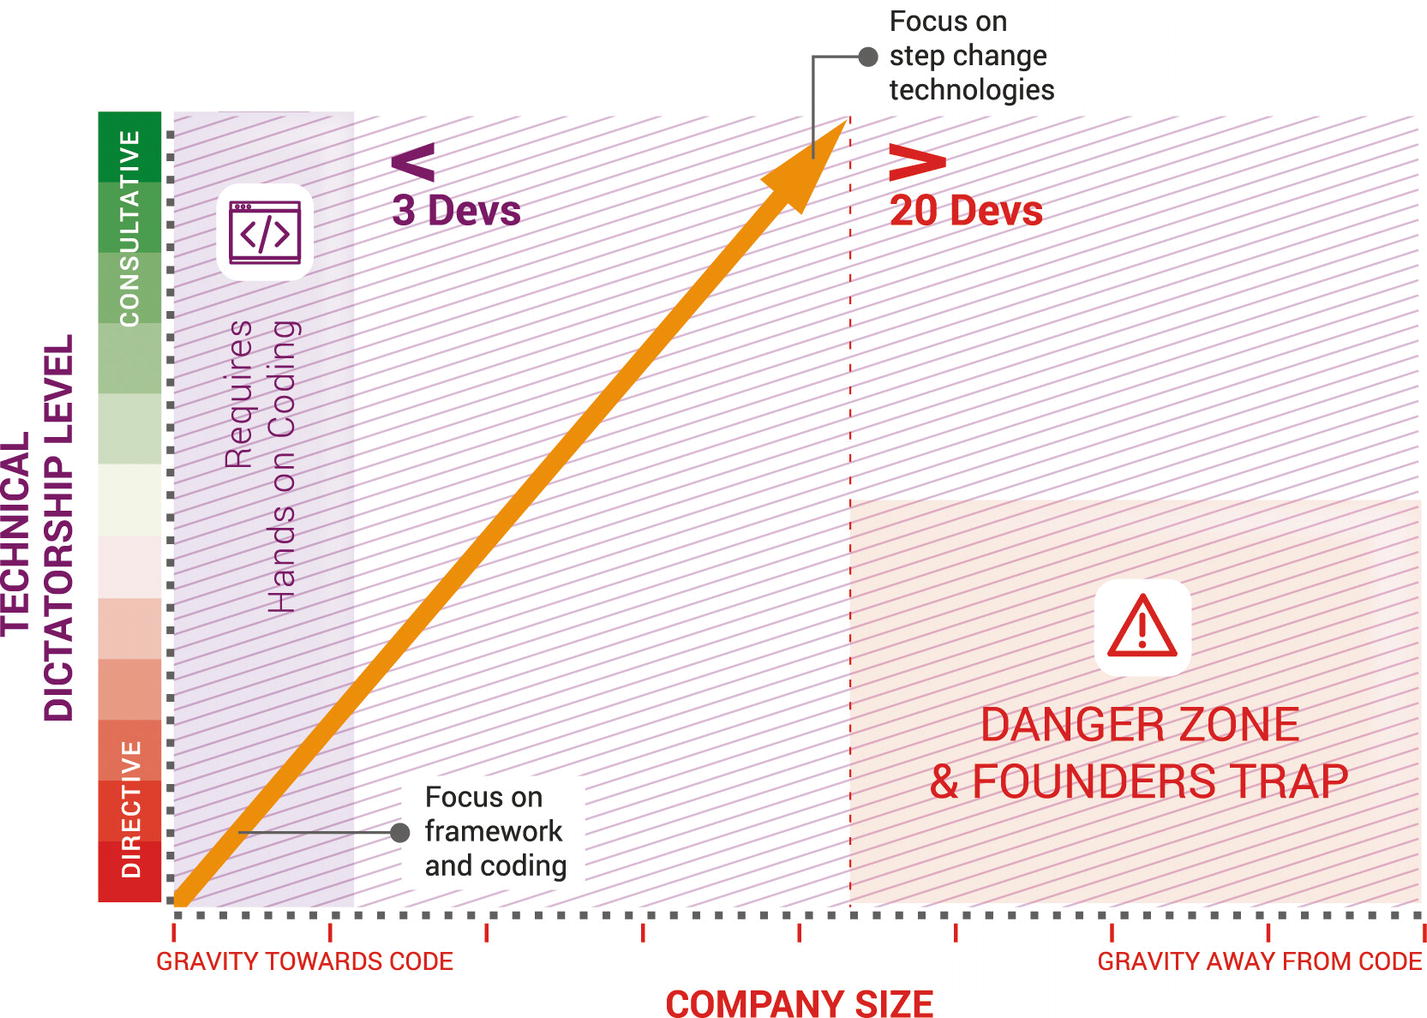 Focus on
step change
technologies
<
3 Devs
>
20 Devs
CONSULTATIVE
Requires
Hands on Coding
TECHNICAL
DICTATORSHIP LEVEL
DIRECTIVE
Focus on
framework
and coding
DANGER ZONE
& FOUNDERS TRAP
GRAVITY TOWARDS CODE
GRAVITY AWAY FROM CODE
COMPANY SIZE